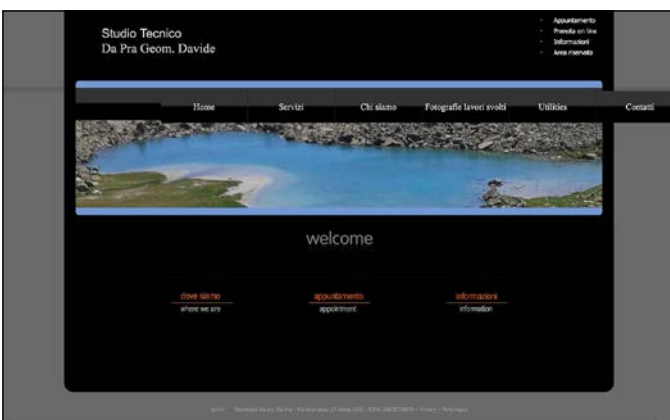 Studio Tecnico
Da Pra Geom. Davide
Appuntamento
Prenota on line
Informazioni
Area riservata
Home Servizi Chi siamo Fotografie lavori svolti Utilities Contatti
welcome
dove siamo appuntamento informazioni
where we are appointment information